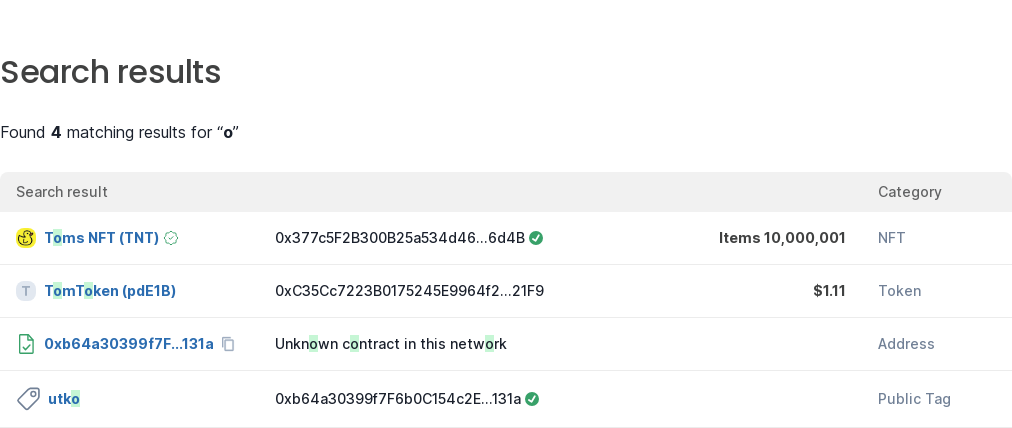 Search results
Found 4 matching results for “o”
Search result Category
Toms NFT (TNT) 0x377c5F2B300B25a534d46...6d4B Items 10,000,001 NFT
T TomToken (pdE1B) 0xC35Cc7223B0175245E9964f2...21F9 $1.11 Token
0xb64a30399f7F...131a Unknown contract in this network Address
utko 0xb64a30399f7F6b0C154c2E...131a Public Tag